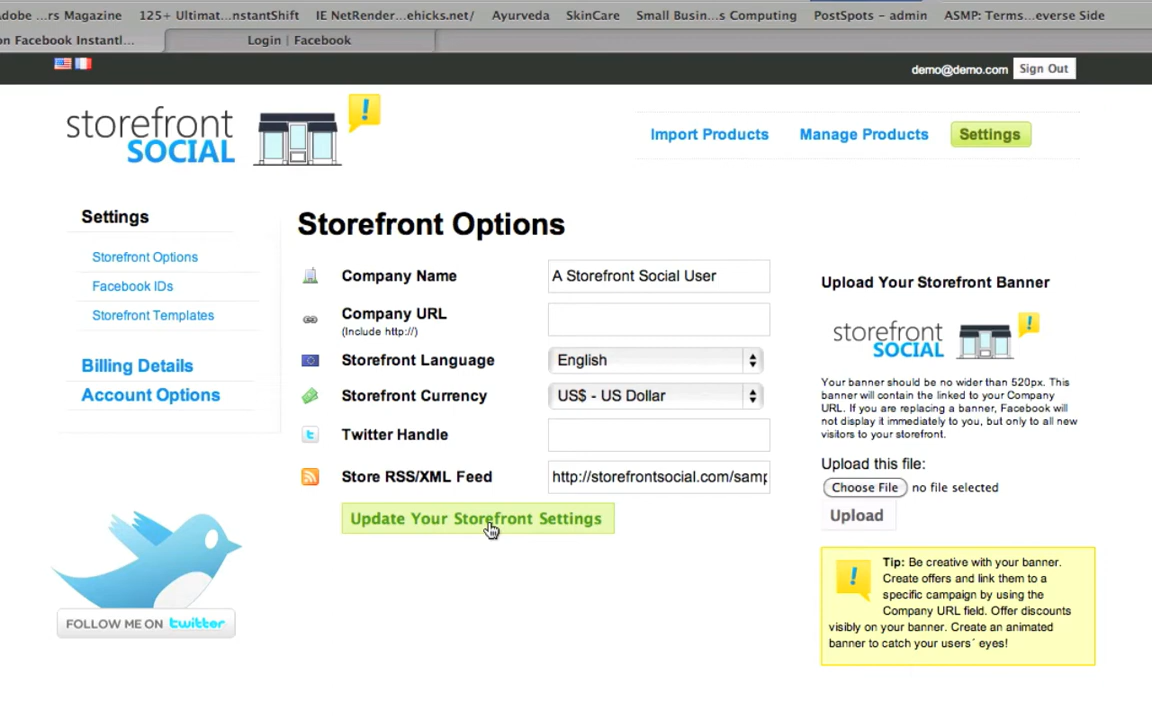 dobe ...rs Magazine 125+ Ultimat...nstantShift IE NetRender...ehicks.net/ Ayurveda SkinCare Small Busin...s Computing PostSpots – admin ASMP: Terms...everse Side
on Facebook Instantl... Login | Facebook
demo@demo.com Sign Out
storefront
SOCIAL
!
Import Products Manage Products Settings
Settings
Storefront Options
Facebook IDs
Storefront Templates
Billing Details
Account Options
Storefront Options
Company Name A Storefront Social User
Company URL
(Include http://)
Storefront Language English
Storefront Currency US$ - US Dollar
Twitter Handle
Store RSS/XML Feed http://storefrontsocial.com/samp
Update Your Storefront Settings
Upload Your Storefront Banner
storefront
SOCIAL
!
Your banner should be no wider than 520px. This
banner will contain the linked to your Company
URL. If you are replacing a banner, Facebook will
not display it immediately to you, but only to all new
visitors to your storefront.
Upload this file:
Choose File no file selected
Upload
!
Tip: Be creative with your banner.
Create offers and link them to a
specific campaign by using the
Company URL field. Offer discounts
visibly on your banner. Create an animated
banner to catch your users´ eyes!
FOLLOW ME ON twitter